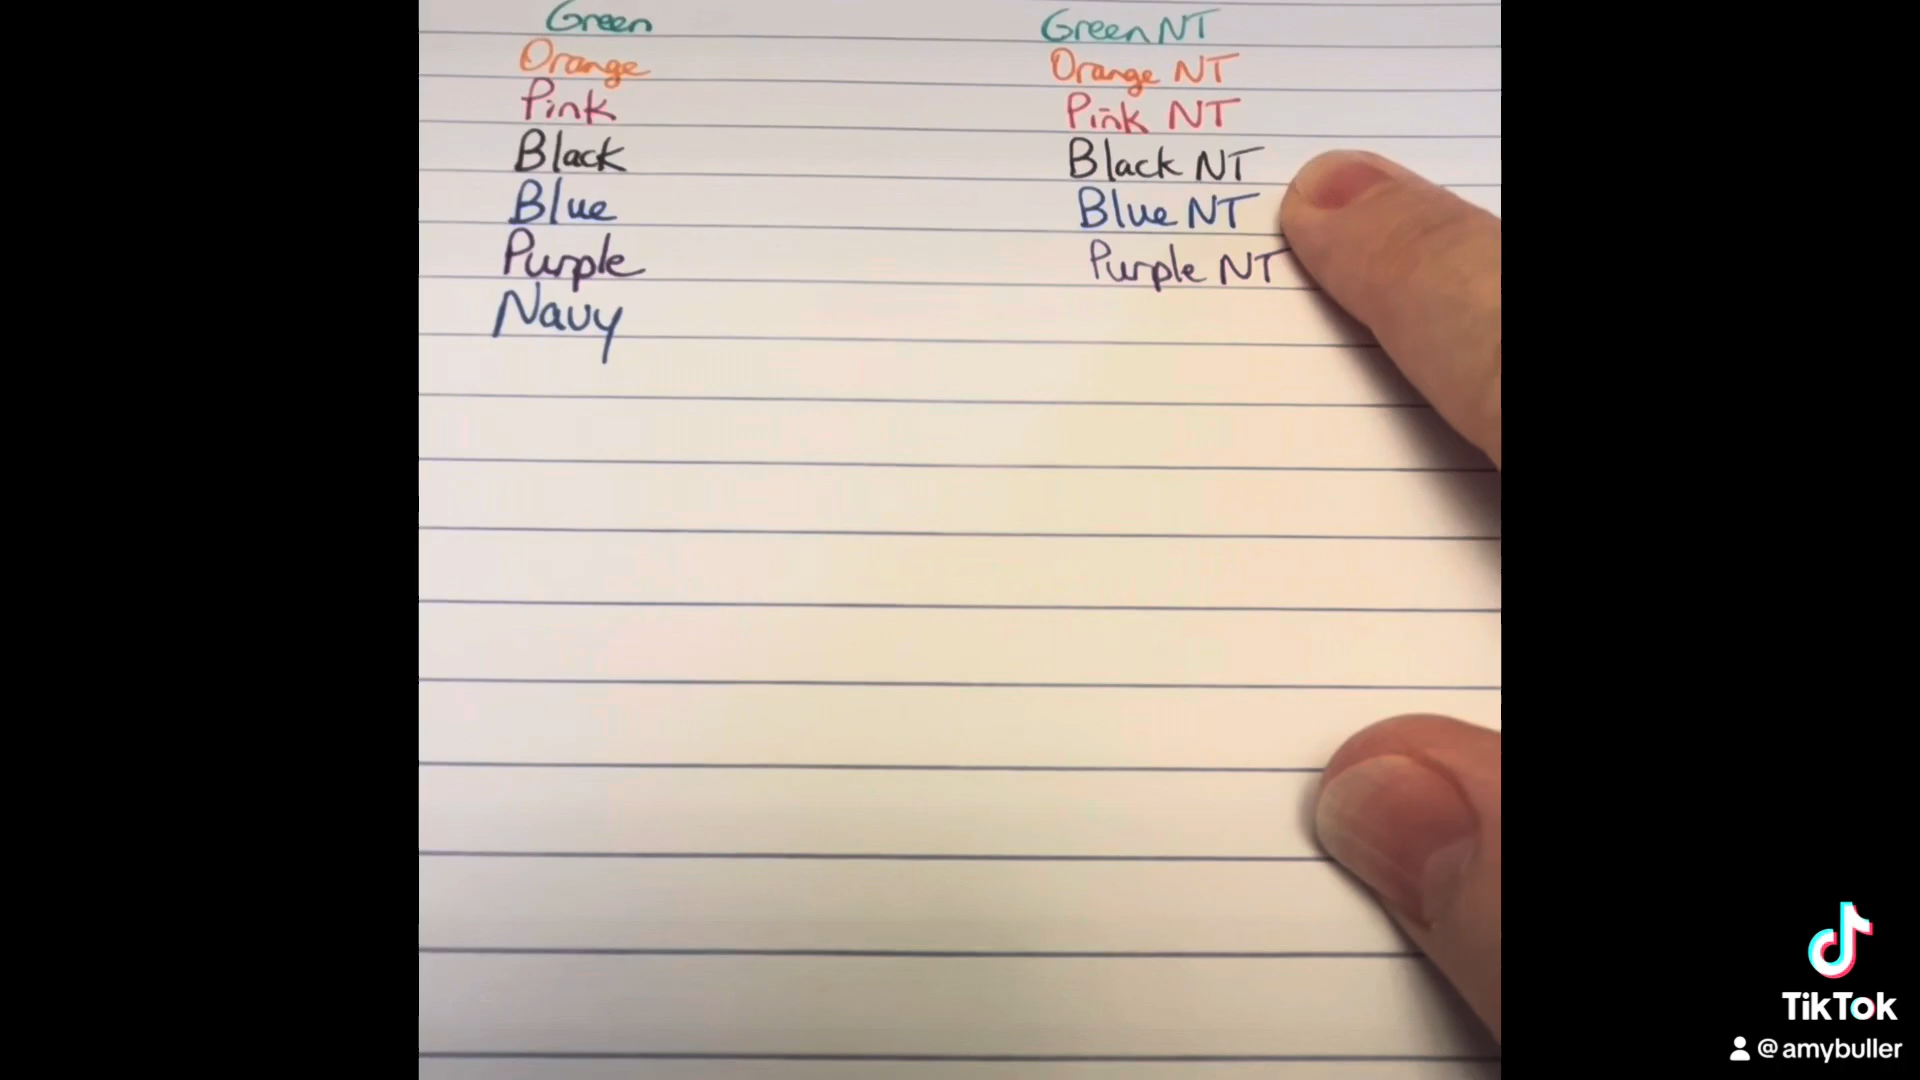 Green Green NT
Orange Orange NT
Pink Pink NT
Black Black NT
Blue Blue NT
Purple Purple NT
Navy
TikTok
@amybuller